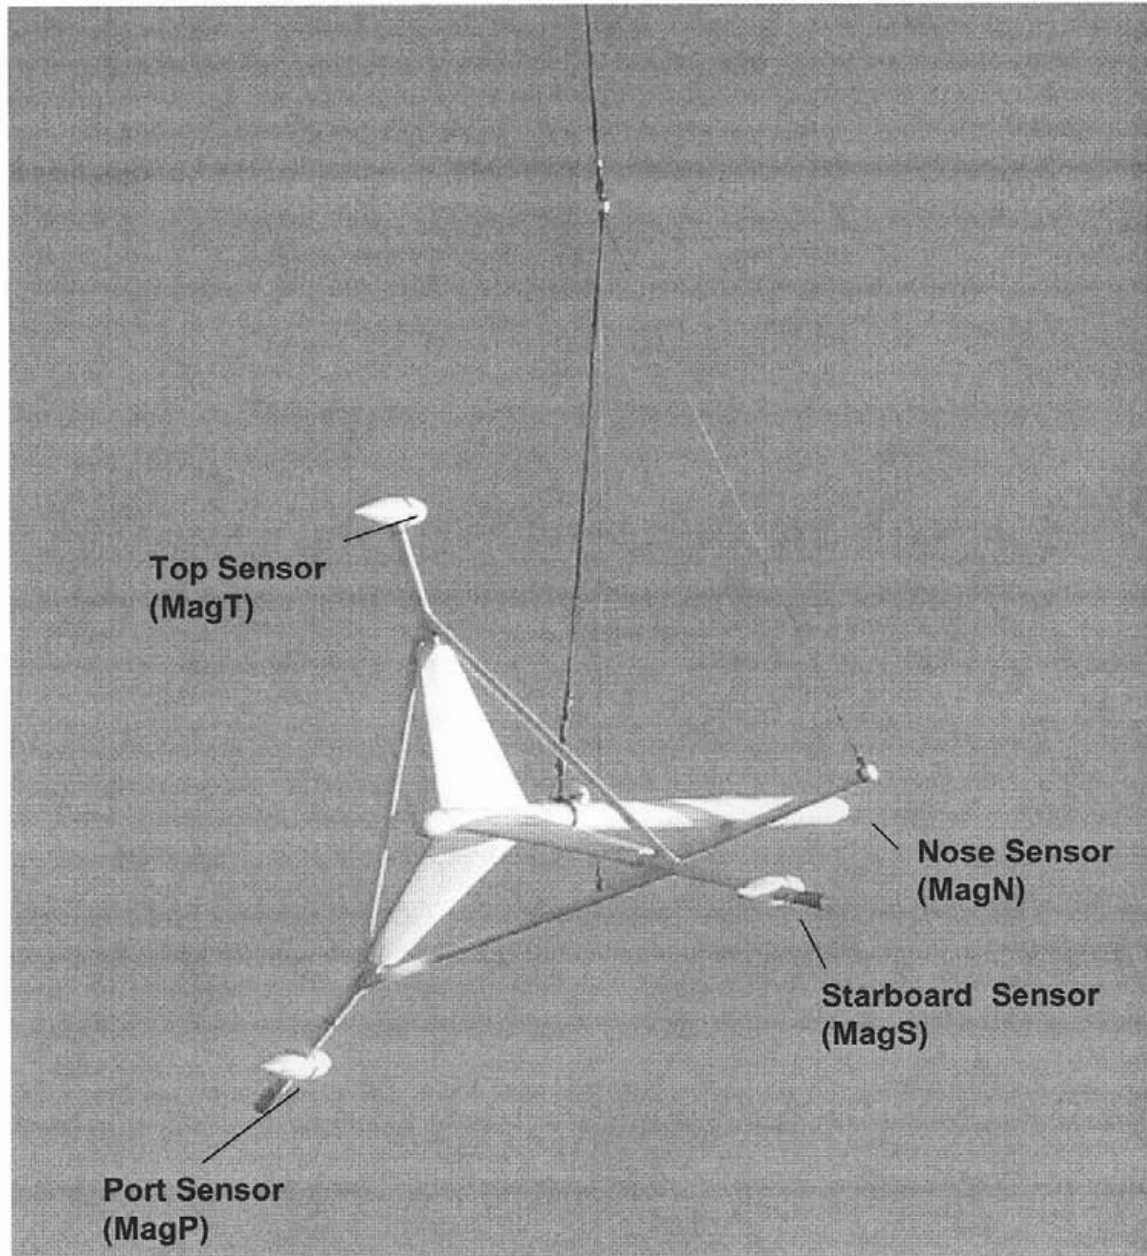 Top Sensor
(MagT)
Nose Sensor
(MagN)
Starboard Sensor
(MagS)
Port Sensor
(MagP)